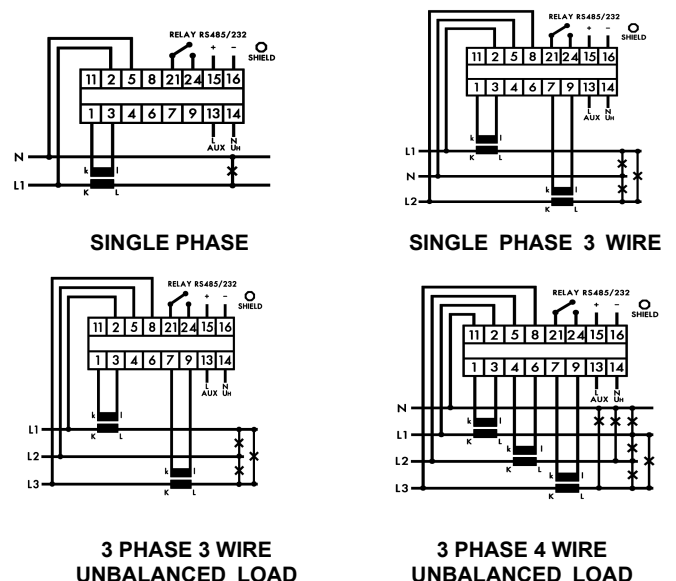 RELAY RS485/232
+ −
SHIELD
11 2 5 8 21 24 15 16
1 3 4 6 7 9 13 14
L N
AUX UH
N
k l
L1
K L
SINGLE PHASE
RELAY RS485/232
+ −
SHIELD
11 2 5 8 21 24 15 16
1 3 4 6 7 9 13 14
L N
AUX UH
k l
L1
K L
N
k l
L2
K L
SINGLE PHASE 3 WIRE
RELAY RS485/232
+ −
SHIELD
11 2 5 8 21 24 15 16
1 3 4 6 7 9 13 14
L N
AUX UH
k l
L1
K L
L2
k l
L3
K L
3 PHASE 3 WIRE
UNBALANCED LOAD
RELAY RS485/232
+ −
SHIELD
11 2 5 8 21 24 15 16
1 3 4 6 7 9 13 14
L N
AUX UH
N
k l
L1
K L
k l
L2
K L
k l
L3
K L
3 PHASE 4 WIRE
UNBALANCED LOAD